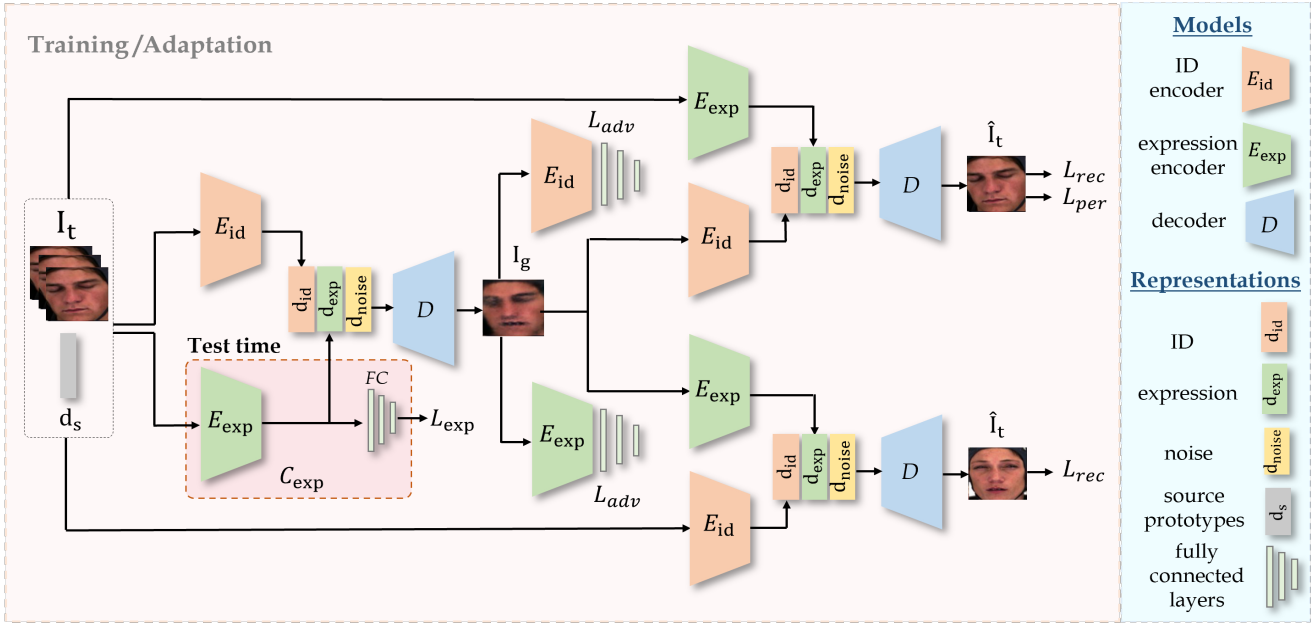 Training/Adaptation
I_t
d_s
E_id
d_id
d_exp
d_noise
D
Test time
E_exp
FC
L_exp
C_exp
I_g
E_id
L_adv
E_exp
L_adv
E_exp
E_id
d_id
d_exp
d_noise
D
Î_t
L_rec
L_per
E_exp
E_id
d_id
d_exp
d_noise
D
Î_t
L_rec
Models
ID
encoder
E_id
expression
encoder
E_exp
decoder
D
Representations
ID
d_id
expression
d_exp
noise
d_noise
source
prototypes
d_s
fully
connected
layers